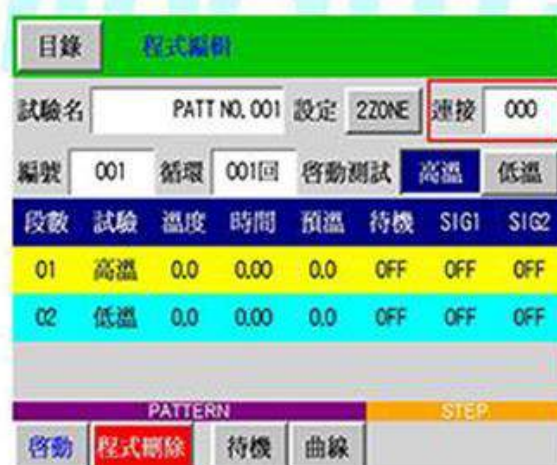 目錄 程式編輯
試驗名 PATT NO. 001 設定 2ZONE 連接 000
編號 001 循環 001回 啓動測試 高溫 低溫
段數 試驗 溫度 時間 預溫 待機 SIG1 SIG2
01 高溫 0.0 0.00 0.0 OFF OFF OFF
02 低溫 0.0 0.00 0.0 OFF OFF OFF
PATTERN STEP
啓動 程式刪除 待機 曲線